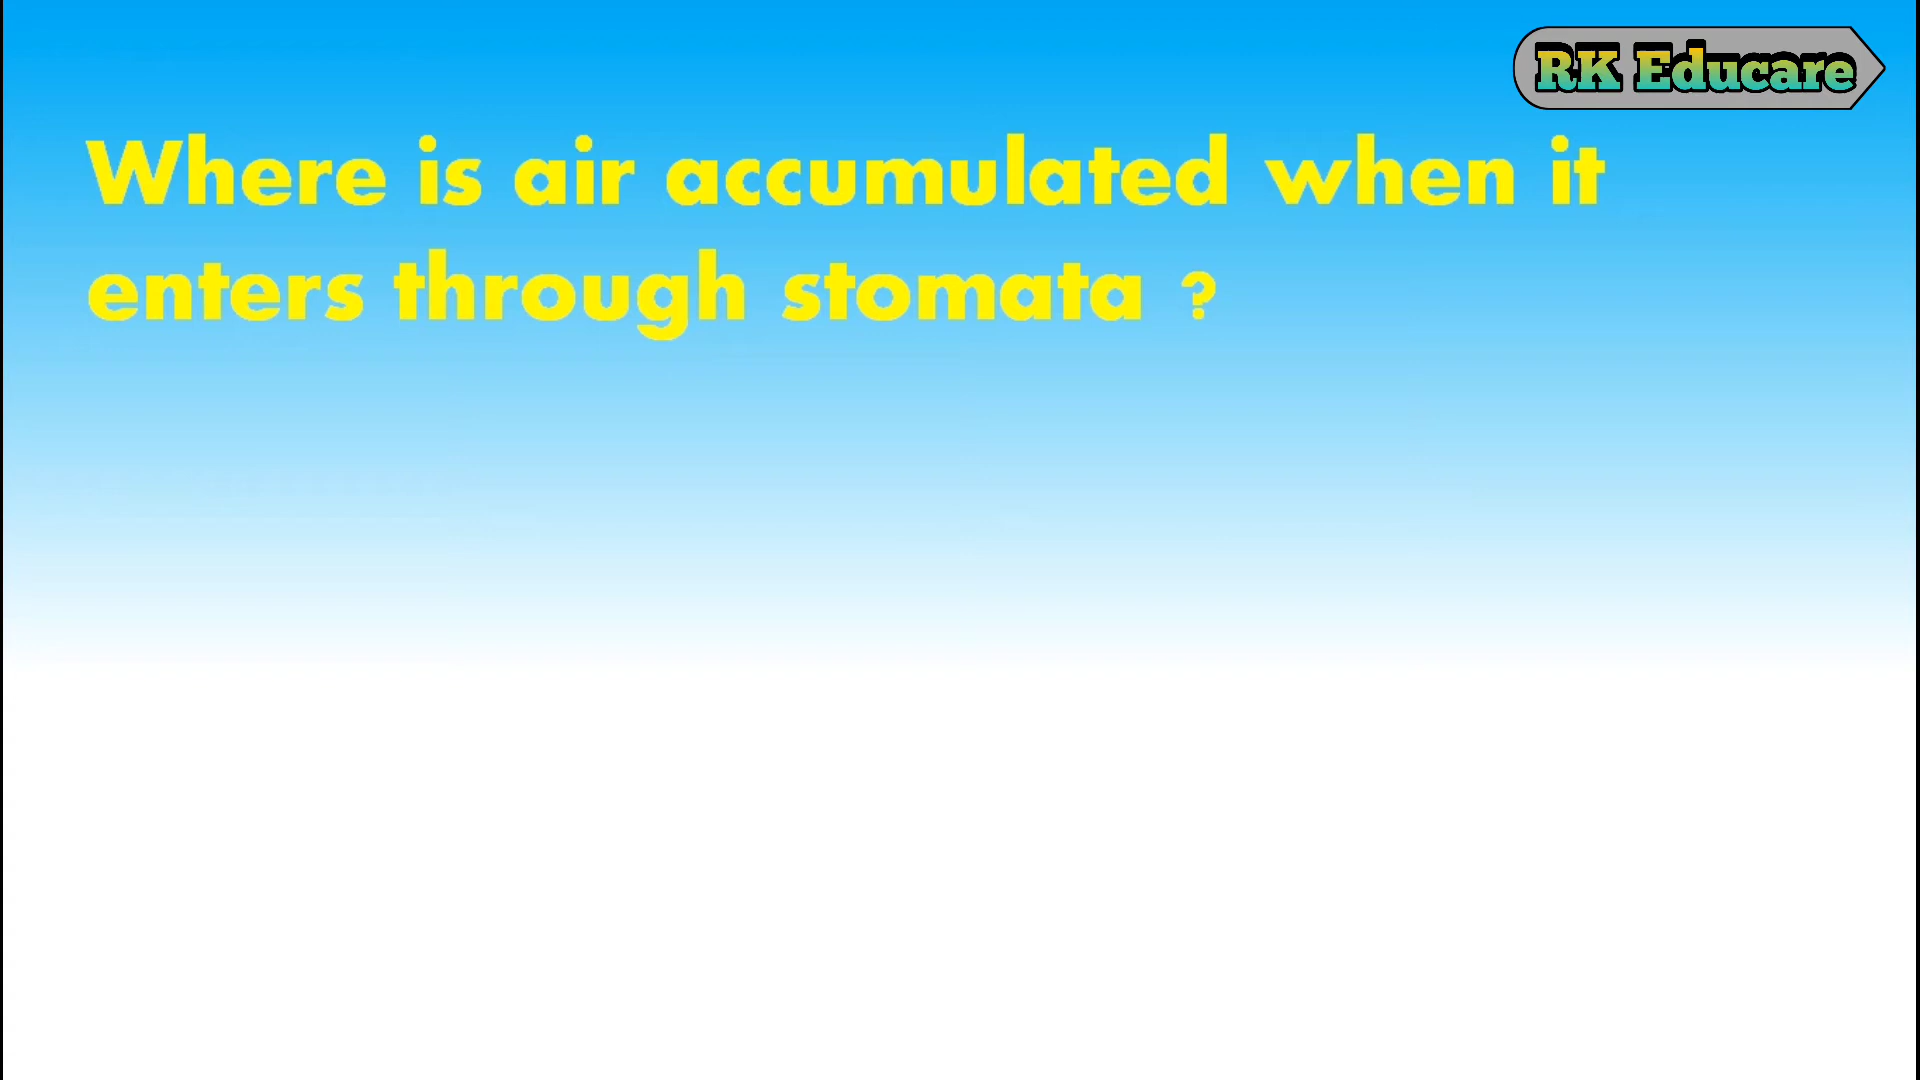 RK Educare
Where is air accumulated when it
enters through stomata ?